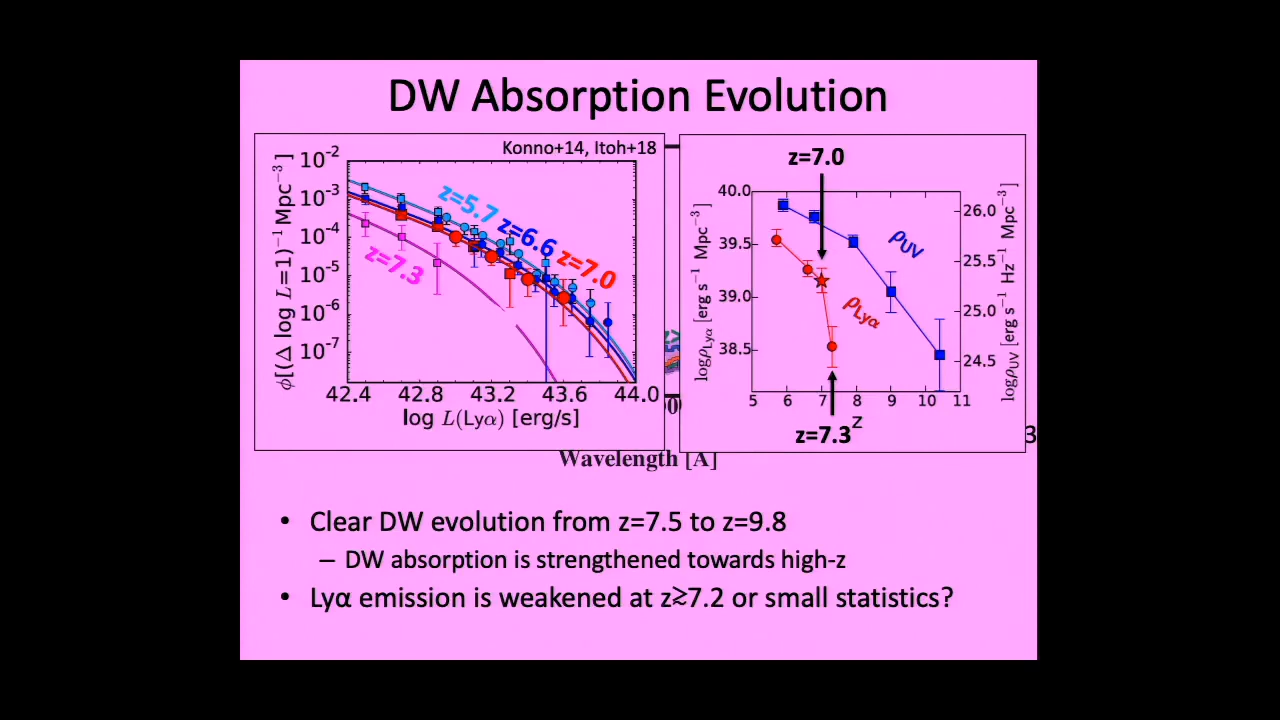 DW Absorption Evolution
Konno+14, Itoh+18
ϕ[(Δ log L=1)⁻¹ Mpc⁻³]
10⁻²
10⁻³
10⁻⁴
10⁻⁵
10⁻⁶
10⁻⁷
z=5.7
z=6.6
z=7.0
z=7.3
42.4 42.8 43.2 43.6 44.0
log L(Lyα) [erg/s]
z=7.0
logρLyα [erg s⁻¹ Mpc⁻³]
40.0
39.5
39.0
38.5
ρUV
ρLyα
26.0
25.5
25.0
24.5
logρUV [erg s⁻¹ Hz⁻¹ Mpc⁻³]
5 6 7 8 9 10 11
z
z=7.3
3
Wavelength [A]
• Clear DW evolution from z=7.5 to z=9.8
– DW absorption is strengthened towards high-z
• Lyα emission is weakened at z≳7.2 or small statistics?